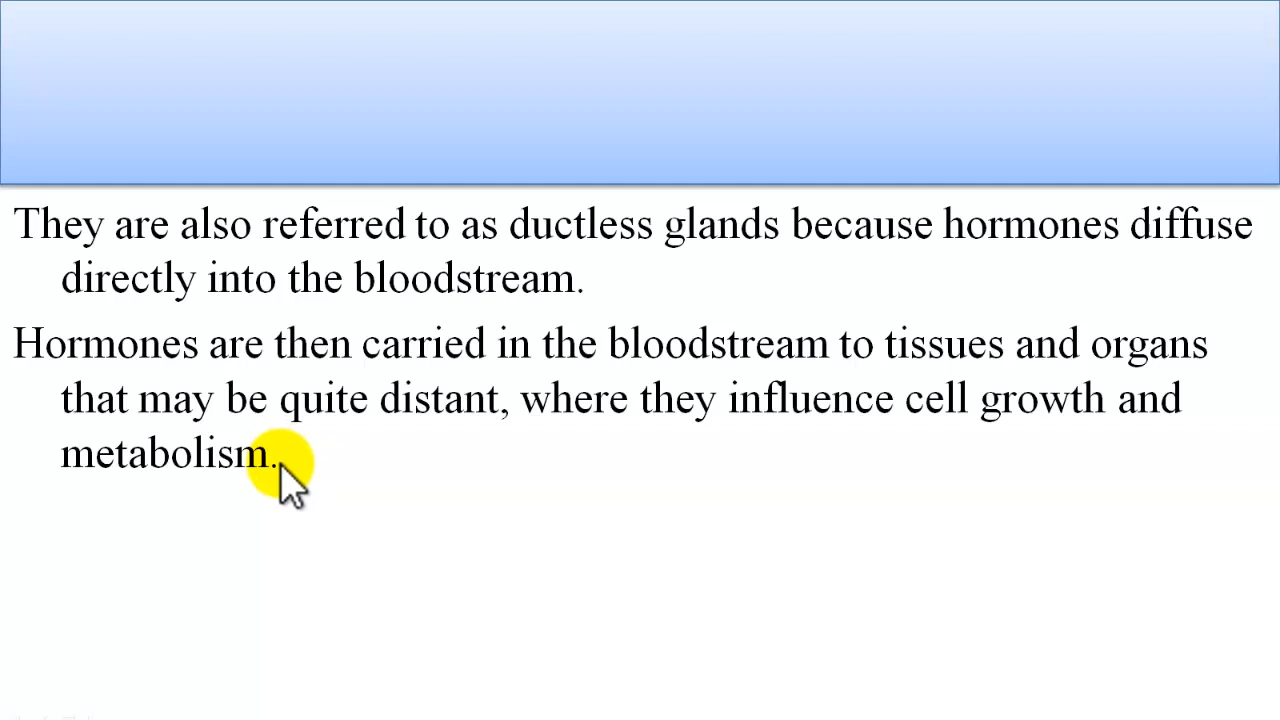 They are also referred to as ductless glands because hormones diffuse
directly into the bloodstream.
Hormones are then carried in the bloodstream to tissues and organs
that may be quite distant, where they influence cell growth and
metabolism.